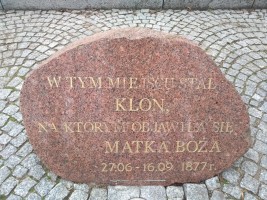 W TYM MIEJSCU STAŁ
KLON,
NA KTÓRYM OBJAWIŁA SIĘ
MATKA BOŻA
27.06-16.09. 1877 r.